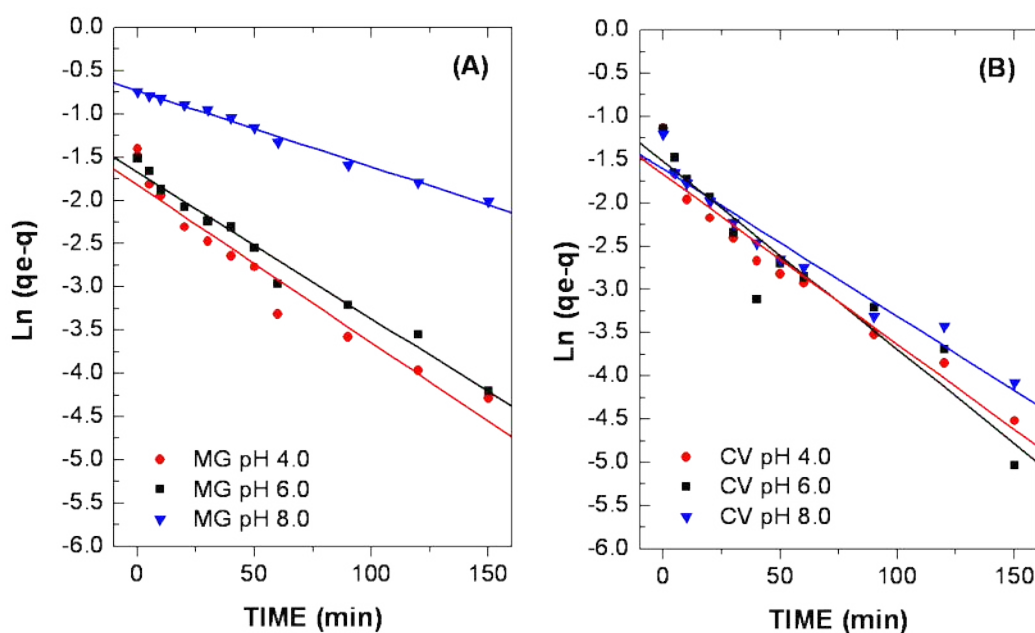 (A)
Ln (qe-q)
0.0
-0.5
-1.0
-1.5
-2.0
-2.5
-3.0
-3.5
-4.0
-4.5
-5.0
-5.5
-6.0
MG pH 4.0
MG pH 6.0
MG pH 8.0
0 50 100 150
TIME (min)
(B)
Ln (qe-q)
0.0
-0.5
-1.0
-1.5
-2.0
-2.5
-3.0
-3.5
-4.0
-4.5
-5.0
-5.5
-6.0
CV pH 4.0
CV pH 6.0
CV pH 8.0
0 50 100 150
TIME (min)